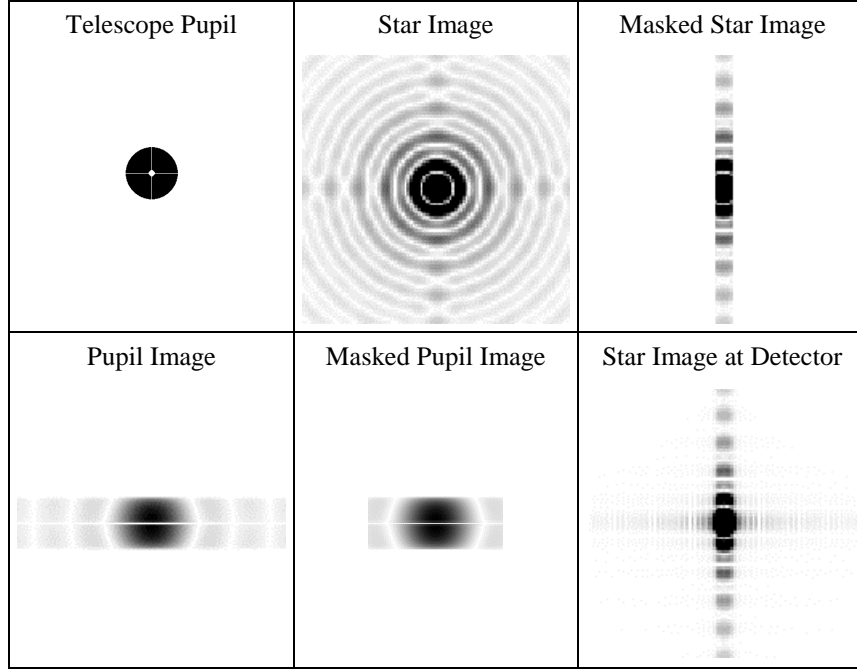 Telescope Pupil
Star Image
Masked Star Image
Pupil Image
Masked Pupil Image
Star Image at Detector